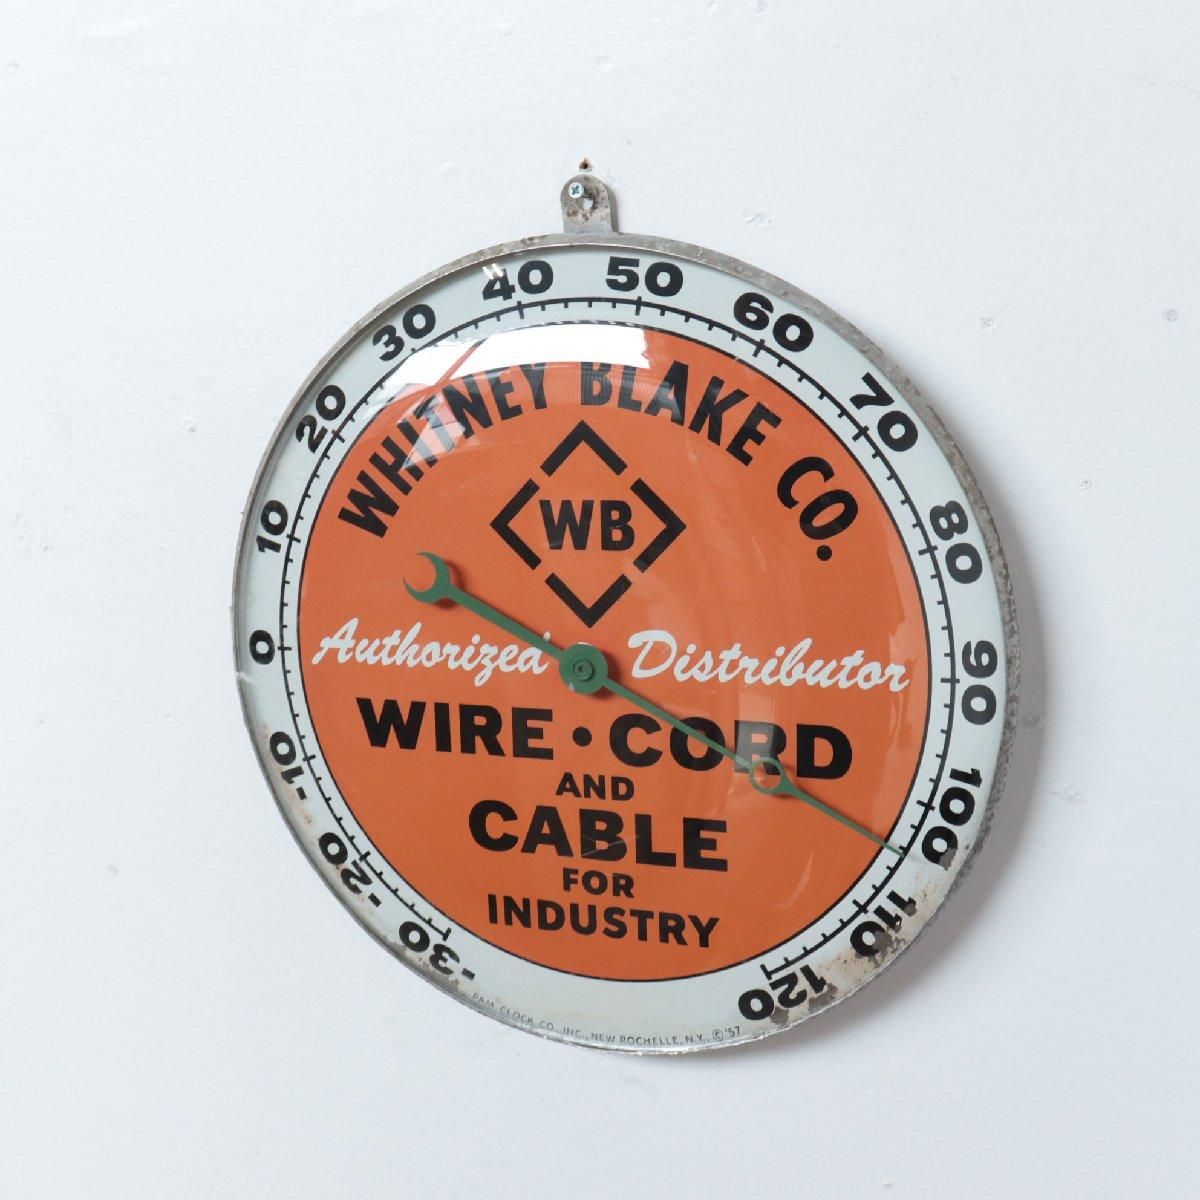 WHITNEY BLAKE CO.
WB
Authorized Distributor
WIRE • CORD
AND
CABLE
FOR
INDUSTRY
-30 -20 -10 0 10 20 30 40 50 60 70 80 90 100 110 120
PAM CLOCK CO. INC., NEW ROCHELLE, N.Y., © '57